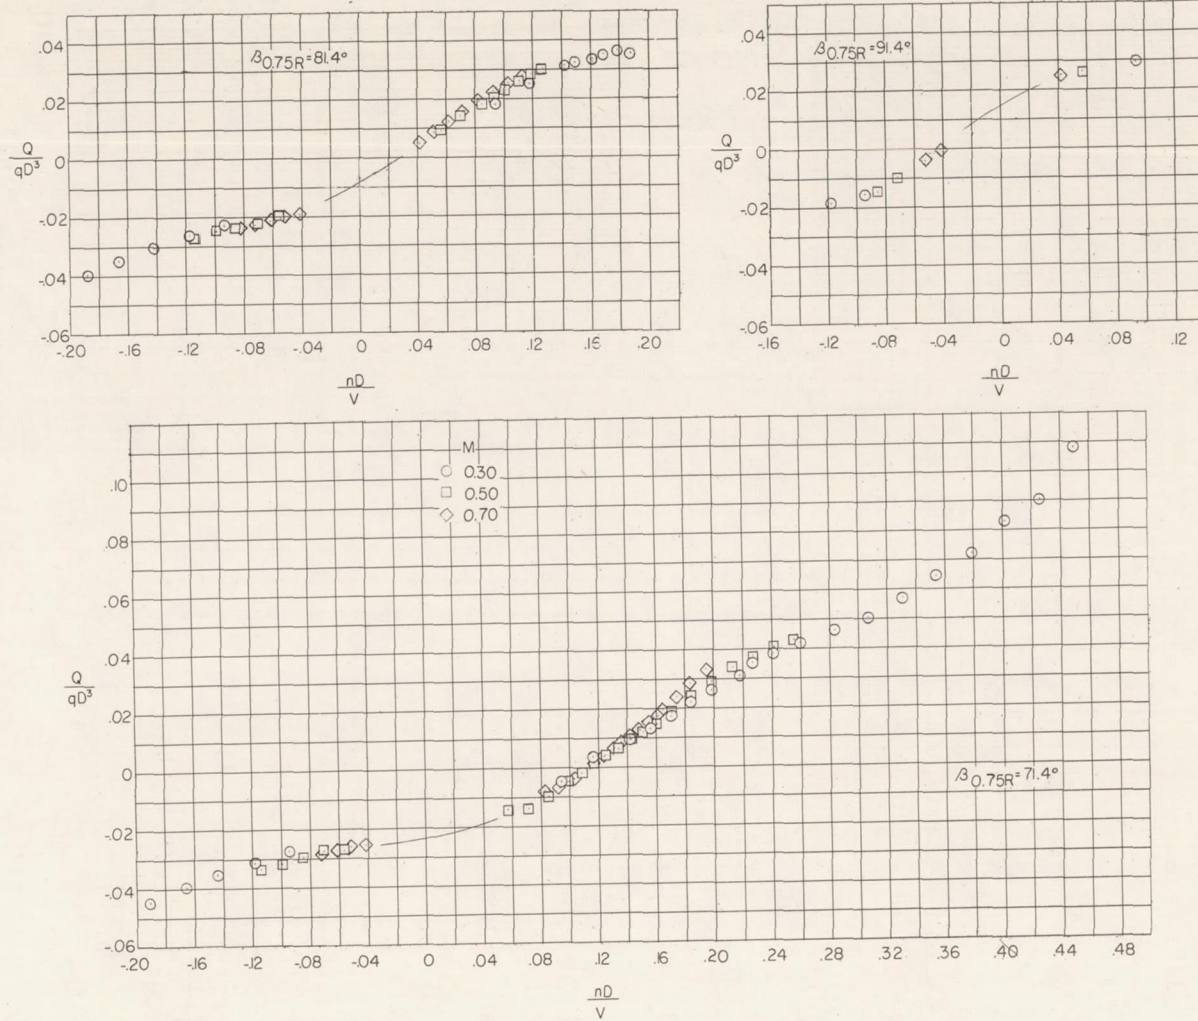 β0.75R=81.4°
.04
.02
0
-.02
-.04
-.06
Q
qD³
-.20 -.16 -.12 -.08 -.04 0 .04 .08 .12 .16 .20
nD
V
β0.75R=91.4°
.04
.02
0
-.02
-.04
-.06
Q
qD³
-.16 -.12 -.08 -.04 0 .04 .08 .12
nD
V
M
○ 0.30
□ 0.50
◇ 0.70
.10
.08
.06
.04
.02
0
-.02
-.04
-.06
Q
qD³
β0.75R=71.4°
-.20 -.16 -.12 -.08 -.04 0 .04 .08 .12 .16 .20 .24 .28 .32 .36 .40 .44 .48
nD
V